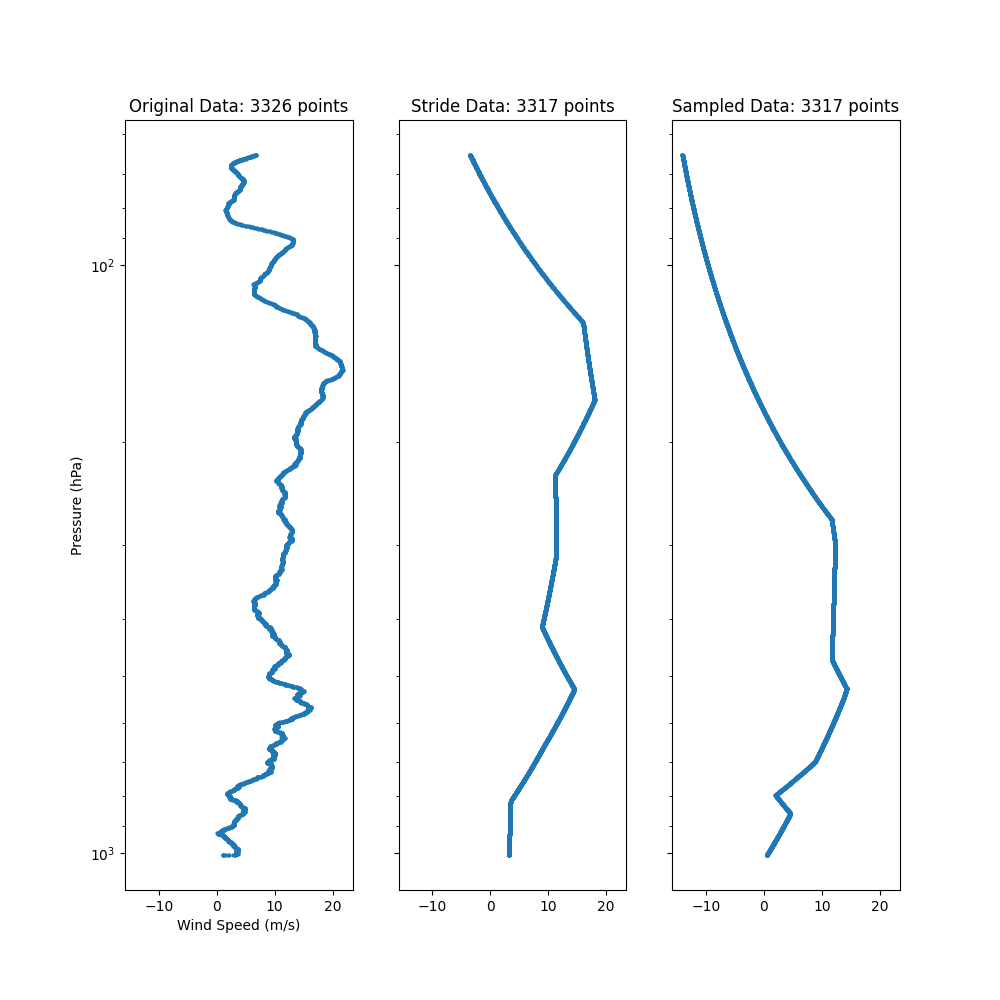 Original Data: 3326 points
Stride Data: 3317 points
Sampled Data: 3317 points
Pressure (hPa)
10²
10³
−10 0 10 20
−10 0 10 20
−10 0 10 20
Wind Speed (m/s)